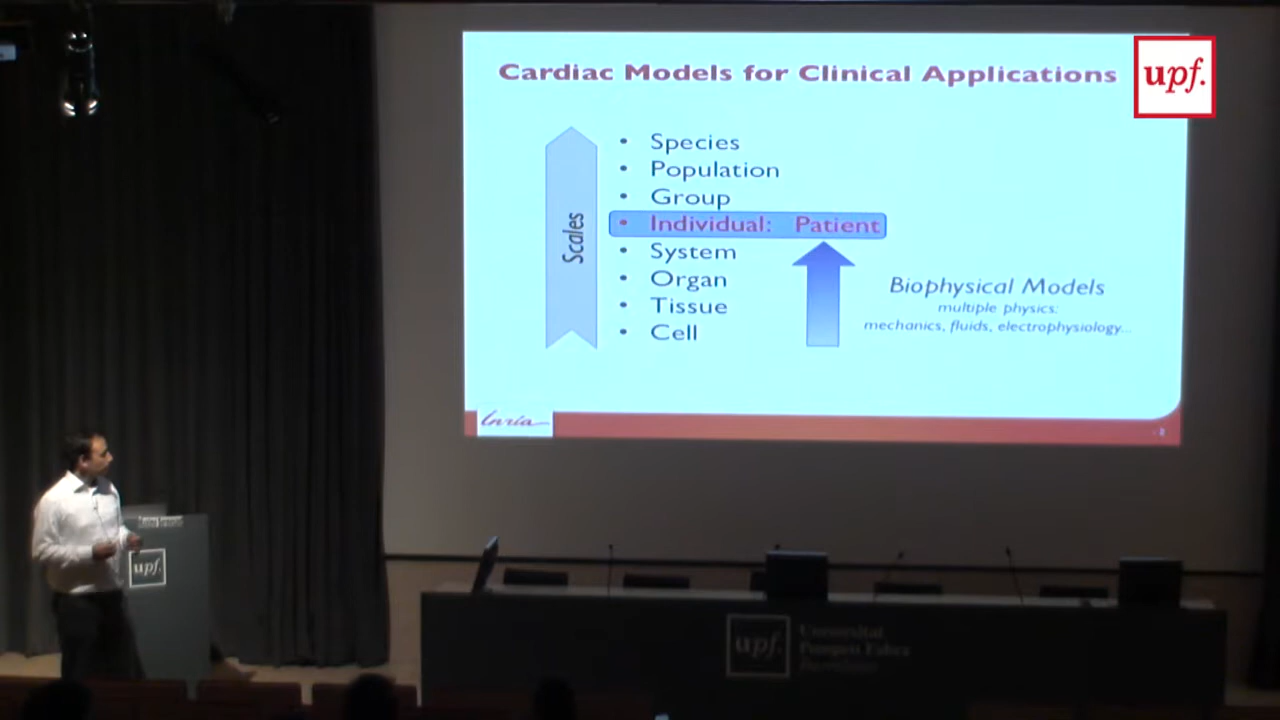 Cardiac Models for Clinical Applications
upf.
Scales
• Species
• Population
• Group
• Individual: Patient
• System
• Organ
• Tissue
• Cell
Biophysical Models
multiple physics:
mechanics, fluids, electrophysiology...
Inria
upf.
upf.
Universitat
Pompeu Fabra
Barcelona